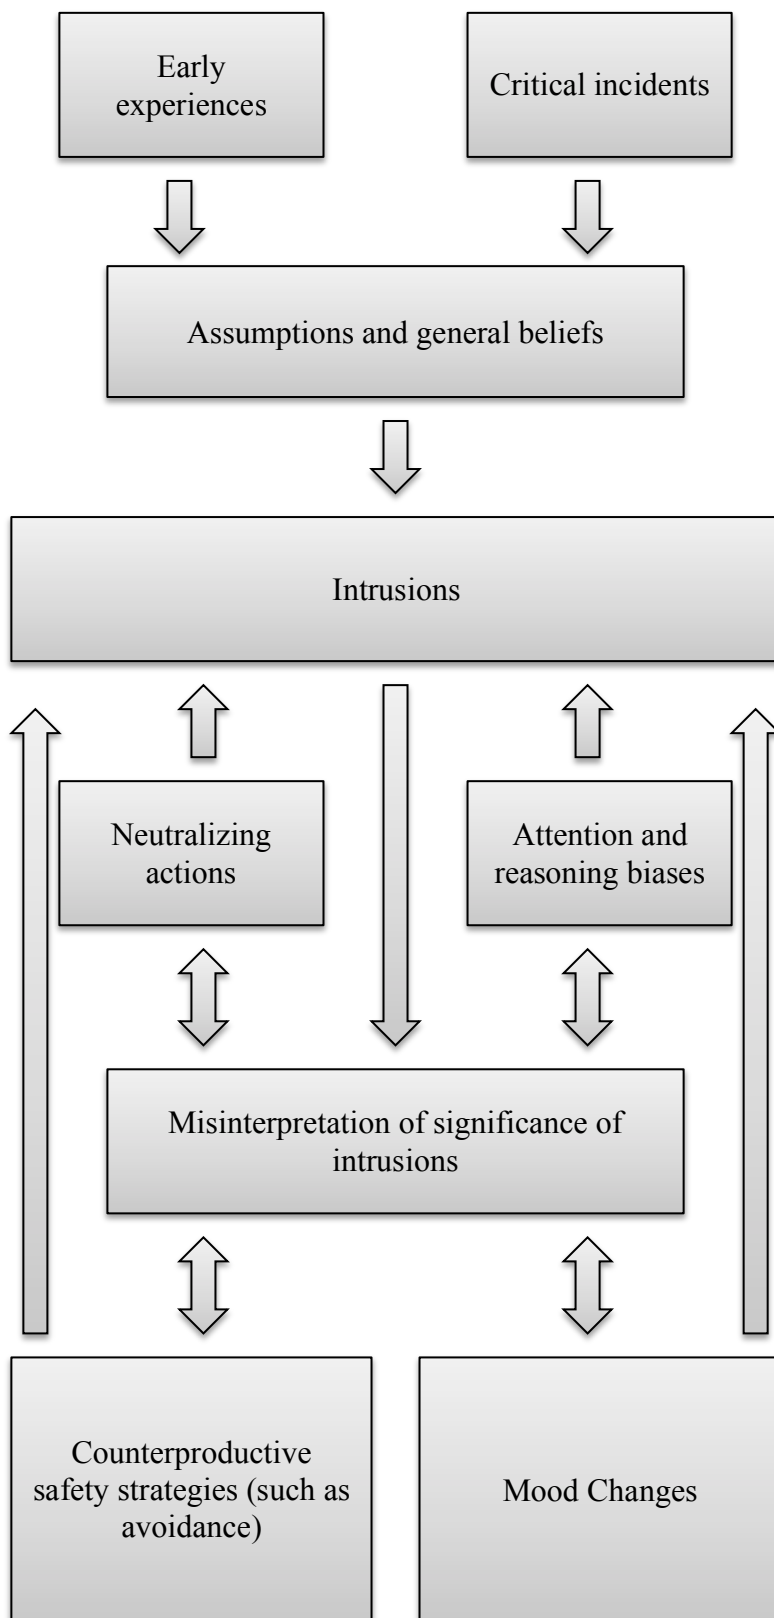 Early
experiences
Critical incidents
Assumptions and general beliefs
Intrusions
Neutralizing
actions
Attention and
reasoning biases
Misinterpretation of significance of
intrusions
Counterproductive
safety strategies (such as
avoidance)
Mood Changes